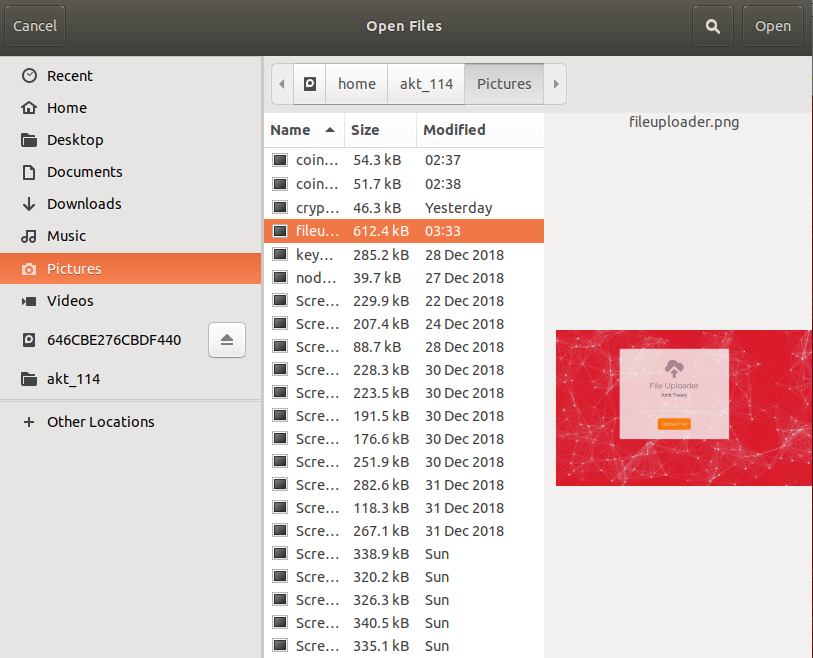 Cancel
Open Files
Open
Recent
Home
Desktop
Documents
Downloads
Music
Pictures
Videos
646CBE276CBDF440
akt_114
Other Locations
home akt_114 Pictures
Name Size Modified
coin... 54.3 kB 02:37
coin... 51.7 kB 02:38
cryp... 46.3 kB Yesterday
fileu... 612.4 kB 03:33
key... 285.2 kB 28 Dec 2018
nod... 39.7 kB 27 Dec 2018
Scre... 229.9 kB 22 Dec 2018
Scre... 207.4 kB 24 Dec 2018
Scre... 88.7 kB 28 Dec 2018
Scre... 228.3 kB 30 Dec 2018
Scre... 223.5 kB 30 Dec 2018
Scre... 191.5 kB 30 Dec 2018
Scre... 176.6 kB 30 Dec 2018
Scre... 251.9 kB 30 Dec 2018
Scre... 282.6 kB 31 Dec 2018
Scre... 118.3 kB 31 Dec 2018
Scre... 267.1 kB 31 Dec 2018
Scre... 338.9 kB Sun
Scre... 320.2 kB Sun
Scre... 326.3 kB Sun
Scre... 340.5 kB Sun
Scre... 335.1 kB Sun
fileuploader.png
File Uploader
Amit Tiwary
Upload File